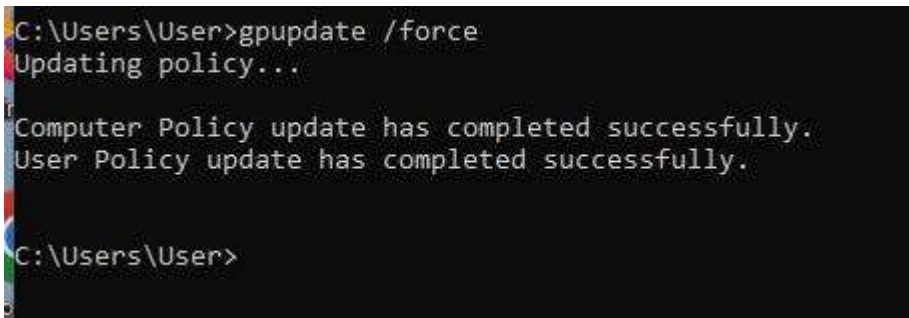 C:\Users\User>gpupdate /force
Updating policy...
Computer Policy update has completed successfully.
User Policy update has completed successfully.
C:\Users\User>